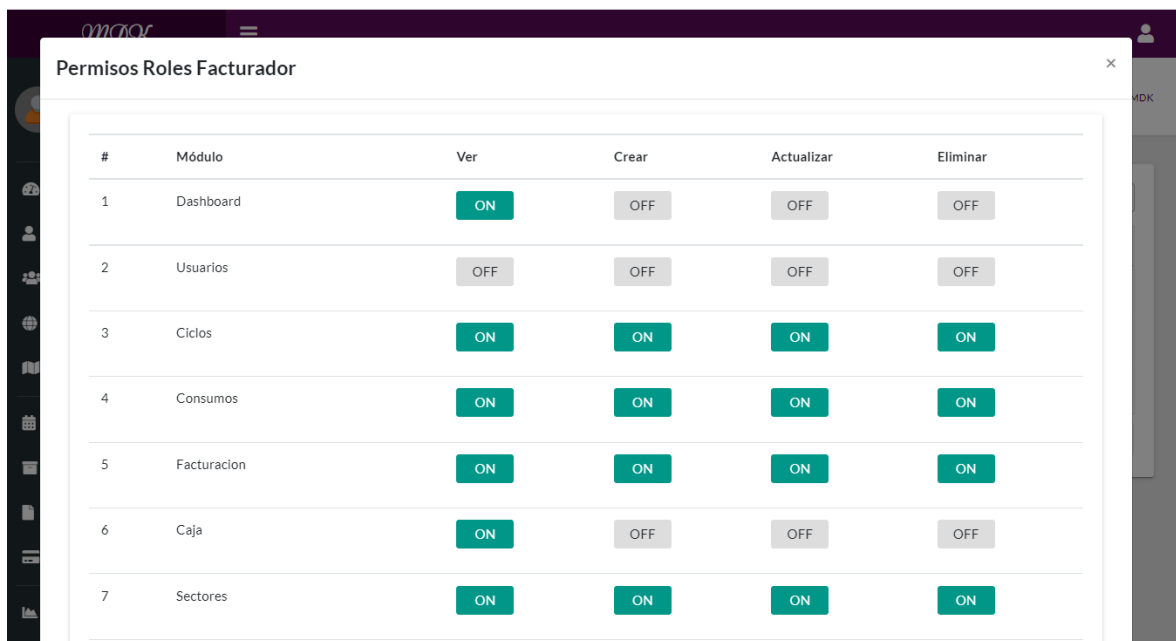 MDK
Permisos Roles Facturador ×
MDK
# Módulo Ver Crear Actualizar Eliminar
1 Dashboard ON OFF OFF OFF
2 Usuarios OFF OFF OFF OFF
3 Ciclos ON ON ON ON
4 Consumos ON ON ON ON
5 Facturacion ON ON ON ON
6 Caja ON OFF OFF OFF
7 Sectores ON ON ON ON